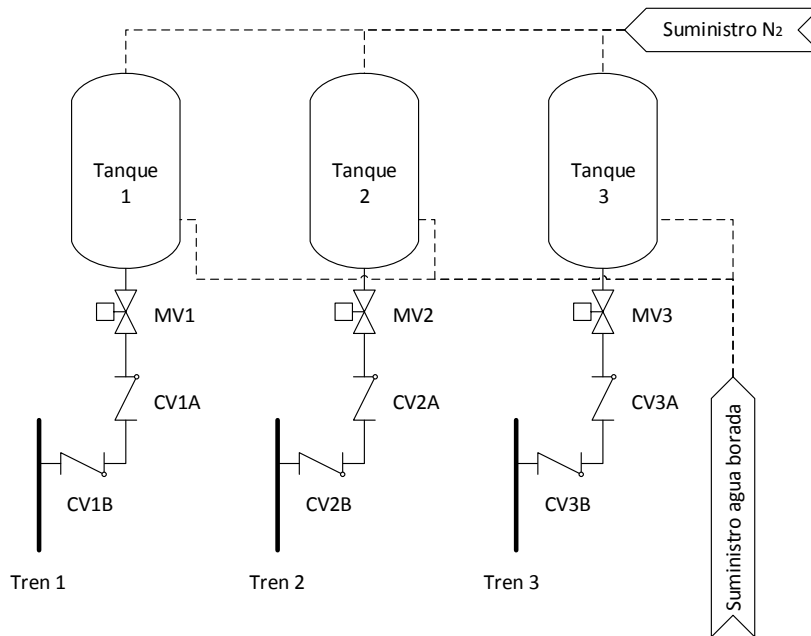 Suministro N2
Tanque
1
Tanque
2
Tanque
3
MV1
MV2
MV3
CV1A
CV2A
CV3A
CV1B
CV2B
CV3B
Suministro agua borada
Tren 1
Tren 2
Tren 3